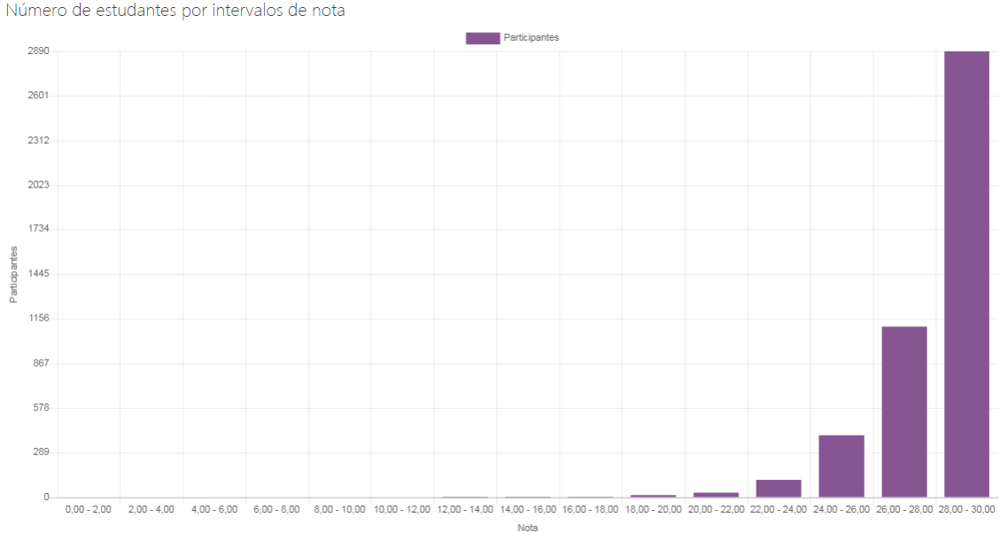 Número de estudantes por intervalos de nota
Participantes
2890
2601
2312
2023
1734
1445
1156
867
578
289
0
Participantes
0,00 - 2,00 2,00 - 4,00 4,00 - 6,00 6,00 - 8,00 8,00 - 10,00 10,00 - 12,00 12,00 - 14,00 14,00 - 16,00 16,00 - 18,00 18,00 - 20,00 20,00 - 22,00 22,00 - 24,00 24,00 - 26,00 26,00 - 28,00 28,00 - 30,00
Nota